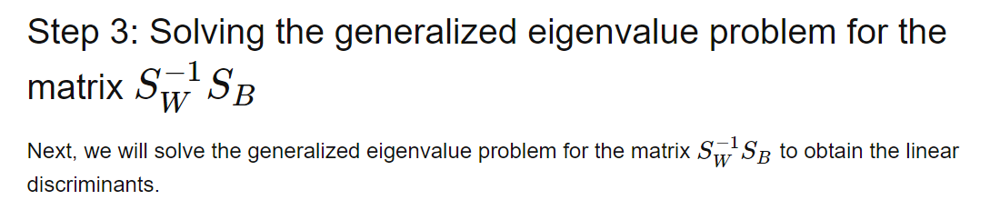 Step 3: Solving the generalized eigenvalue problem for the
matrix $S_W^{-1}S_B$
Next, we will solve the generalized eigenvalue problem for the matrix $S_W^{-1}S_B$ to obtain the linear
discriminants.